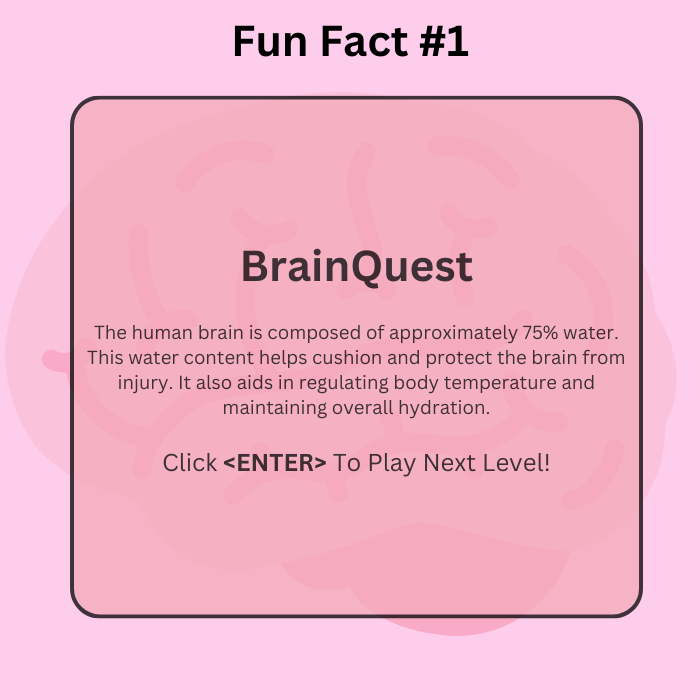 Fun Fact #1
BrainQuest
The human brain is composed of approximately 75% water.
This water content helps cushion and protect the brain from
injury. It also aids in regulating body temperature and
maintaining overall hydration.
Click <ENTER> To Play Next Level!